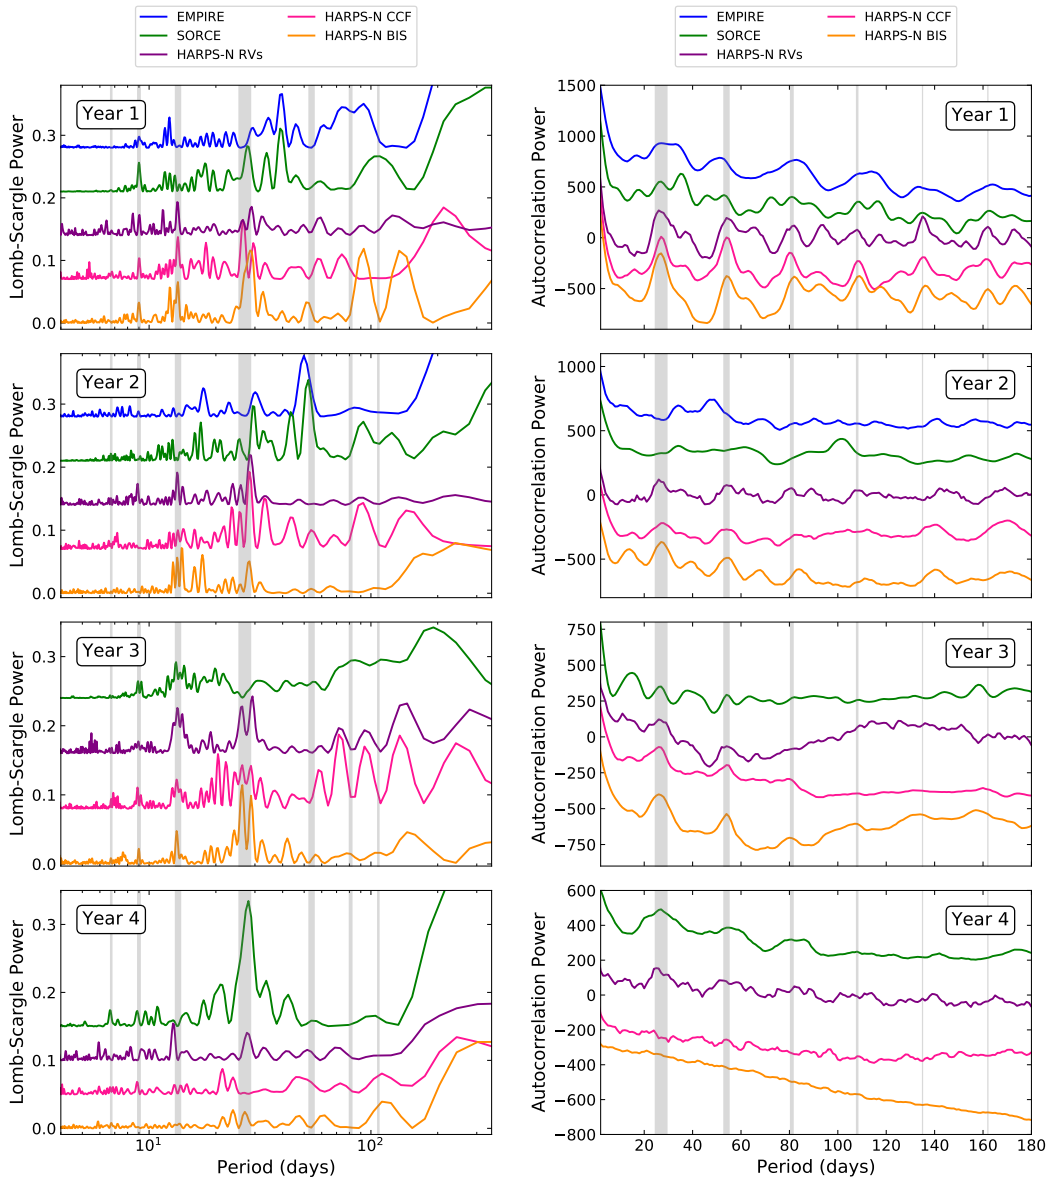 EMPIRE
SORCE
HARPS-N RVs
HARPS-N CCF
HARPS-N BIS
EMPIRE
SORCE
HARPS-N RVs
HARPS-N CCF
HARPS-N BIS
Year 1
Lomb-Scargle Power
0.3
0.2
0.1
0.0
Year 1
Autocorrelation Power
1500
1000
500
0
−500
Year 2
Lomb-Scargle Power
0.3
0.2
0.1
0.0
Year 2
Autocorrelation Power
1000
500
0
−500
Year 3
Lomb-Scargle Power
0.3
0.2
0.1
0.0
Year 3
Autocorrelation Power
750
500
250
0
−250
−500
−750
Year 4
Lomb-Scargle Power
0.3
0.2
0.1
0.0
10¹
10²
Period (days)
Year 4
Autocorrelation Power
600
400
200
0
−200
−400
−600
−800
20 40 60 80 100 120 140 160 180
Period (days)